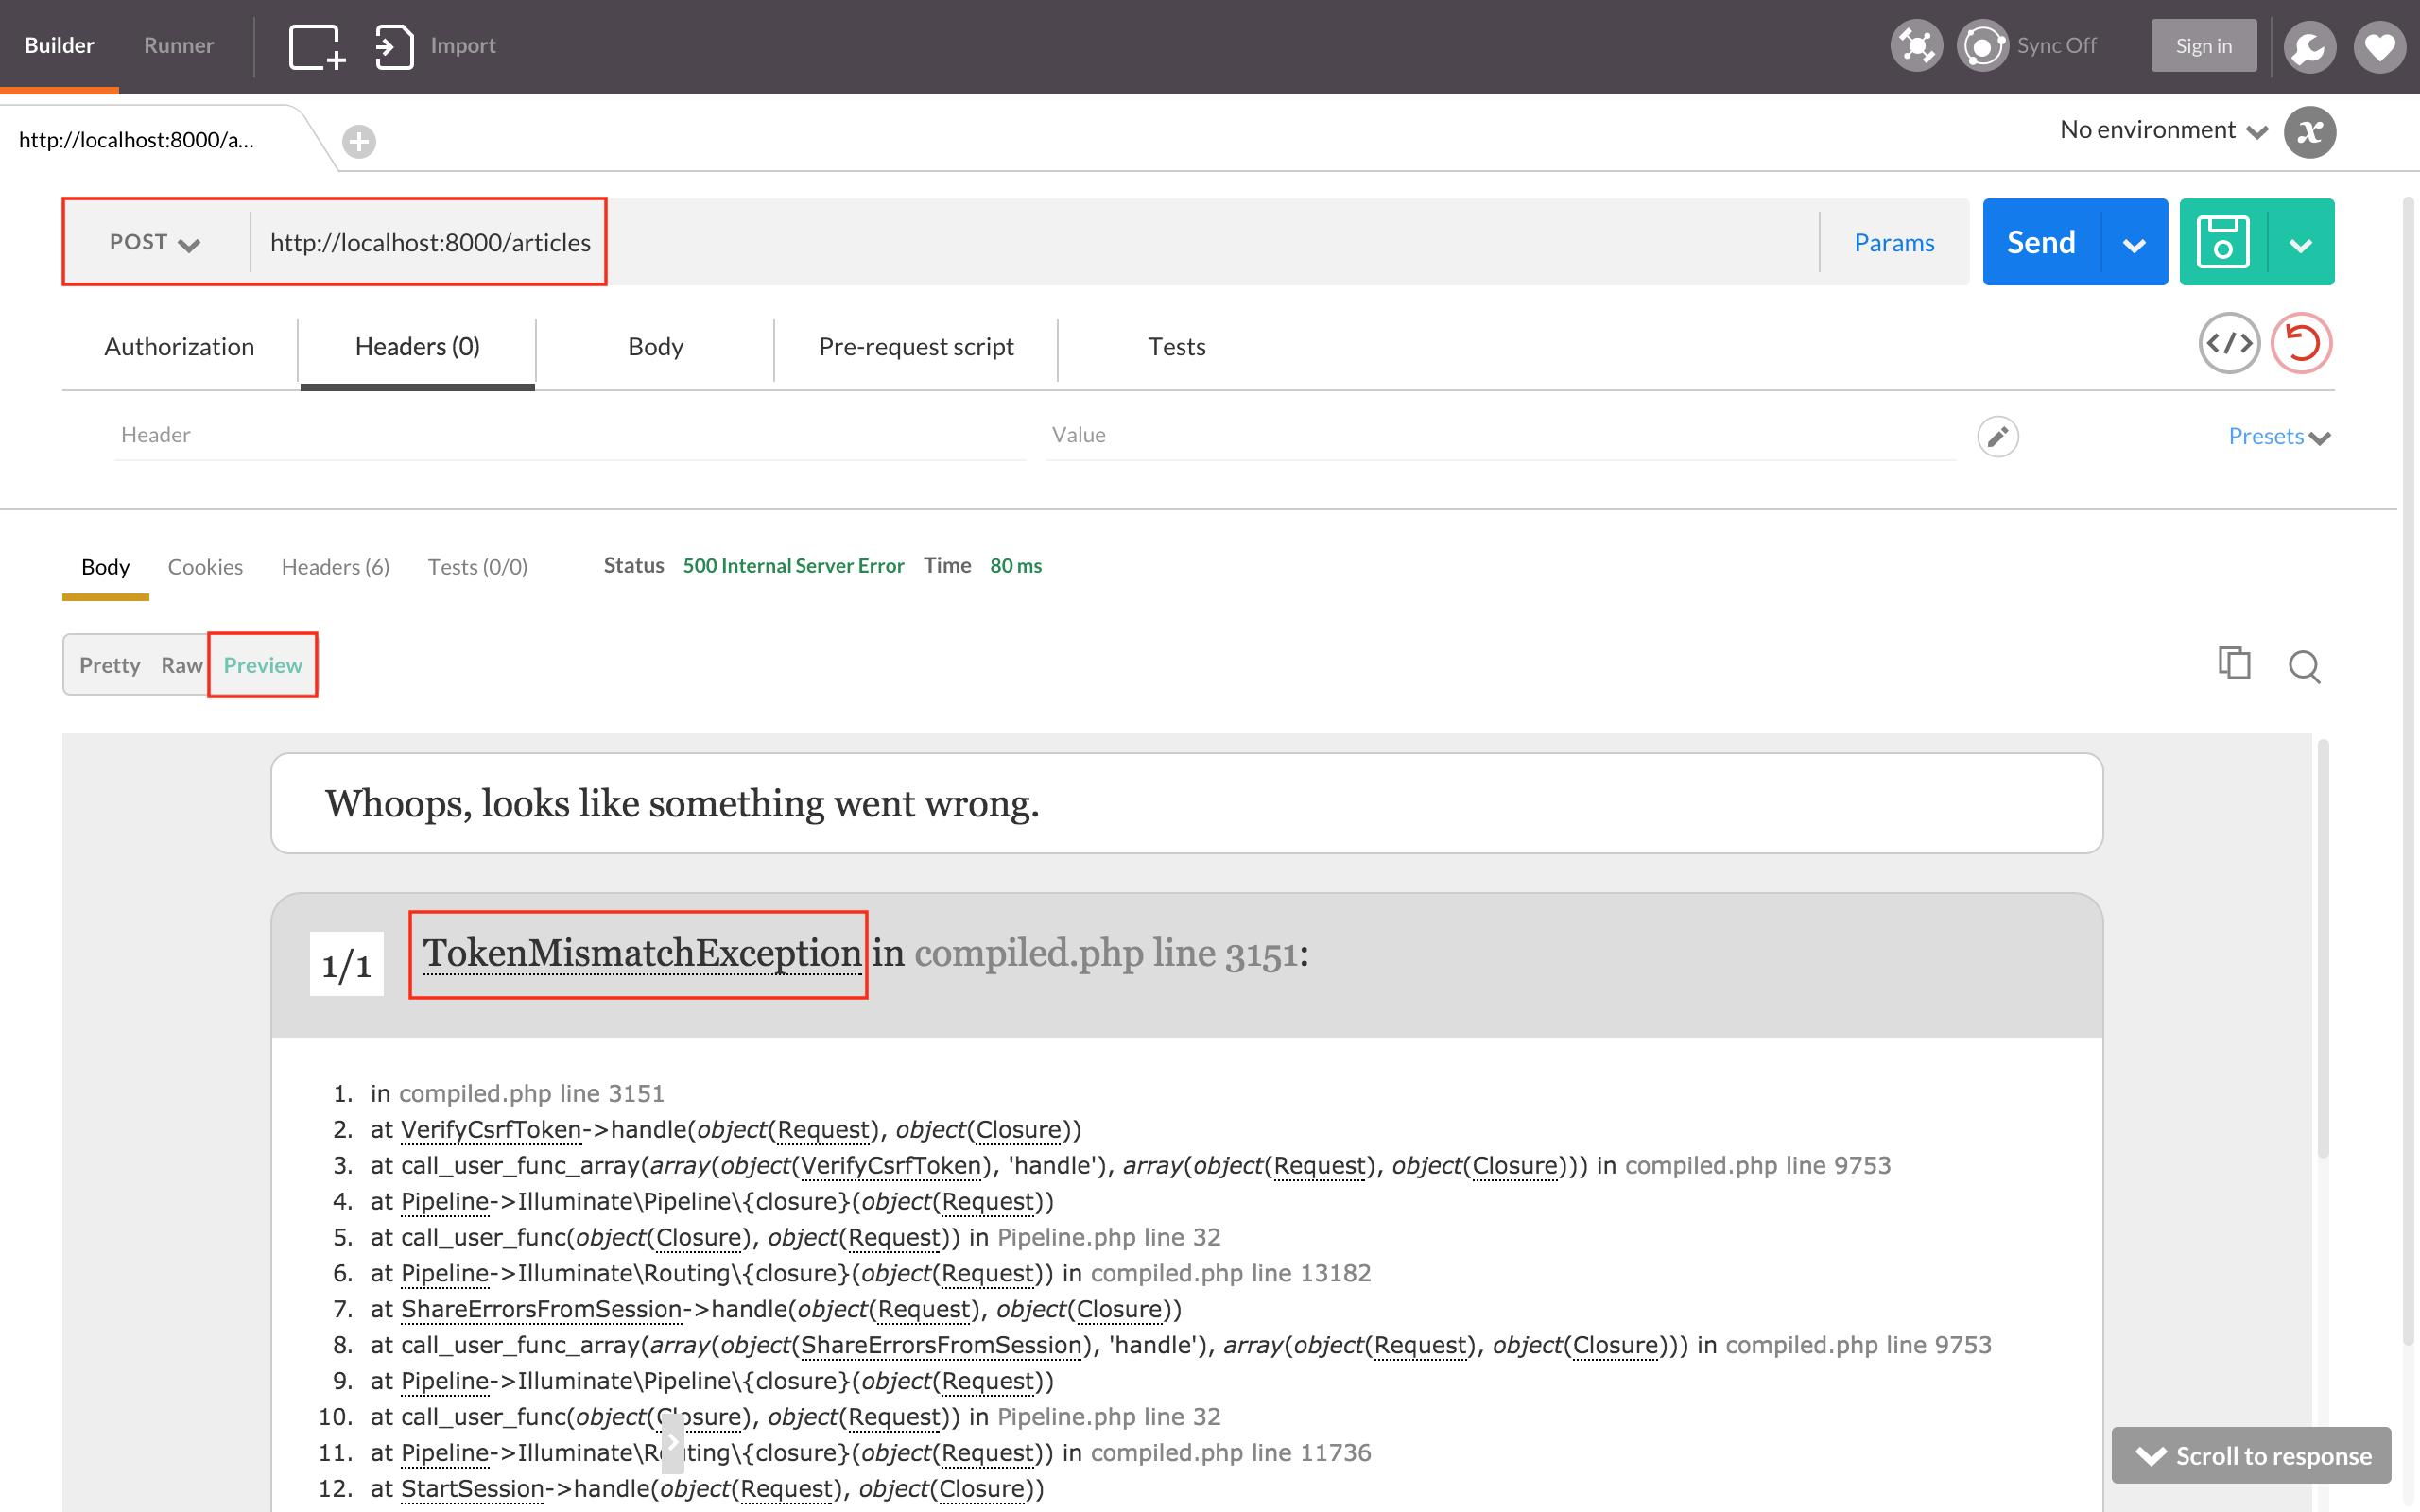 Builder Runner Import Sync Off Sign in
http://localhost:8000/a... No environment x
POST http://localhost:8000/articles Params Send
Authorization Headers (0) Body Pre-request script Tests </>
Header Value Presets
Body Cookies Headers (6) Tests (0/0) Status 500 Internal Server Error Time 80 ms
Pretty Raw Preview
Whoops, looks like something went wrong.
1/1 TokenMismatchException in compiled.php line 3151:
1. in compiled.php line 3151
2. at VerifyCsrfToken->handle(object(Request), object(Closure))
3. at call_user_func_array(array(object(VerifyCsrfToken), 'handle'), array(object(Request), object(Closure))) in compiled.php line 9753
4. at Pipeline->Illuminate\Pipeline\{closure}(object(Request))
5. at call_user_func(object(Closure), object(Request)) in Pipeline.php line 32
6. at Pipeline->Illuminate\Routing\{closure}(object(Request)) in compiled.php line 13182
7. at ShareErrorsFromSession->handle(object(Request), object(Closure))
8. at call_user_func_array(array(object(ShareErrorsFromSession), 'handle'), array(object(Request), object(Closure))) in compiled.php line 9753
9. at Pipeline->Illuminate\Pipeline\{closure}(object(Request))
10. at call_user_func(object(Closure), object(Request)) in Pipeline.php line 32
11. at Pipeline->Illuminate\Routing\{closure}(object(Request)) in compiled.php line 11736
Scroll to response
12. at StartSession->handle(object(Request), object(Closure))